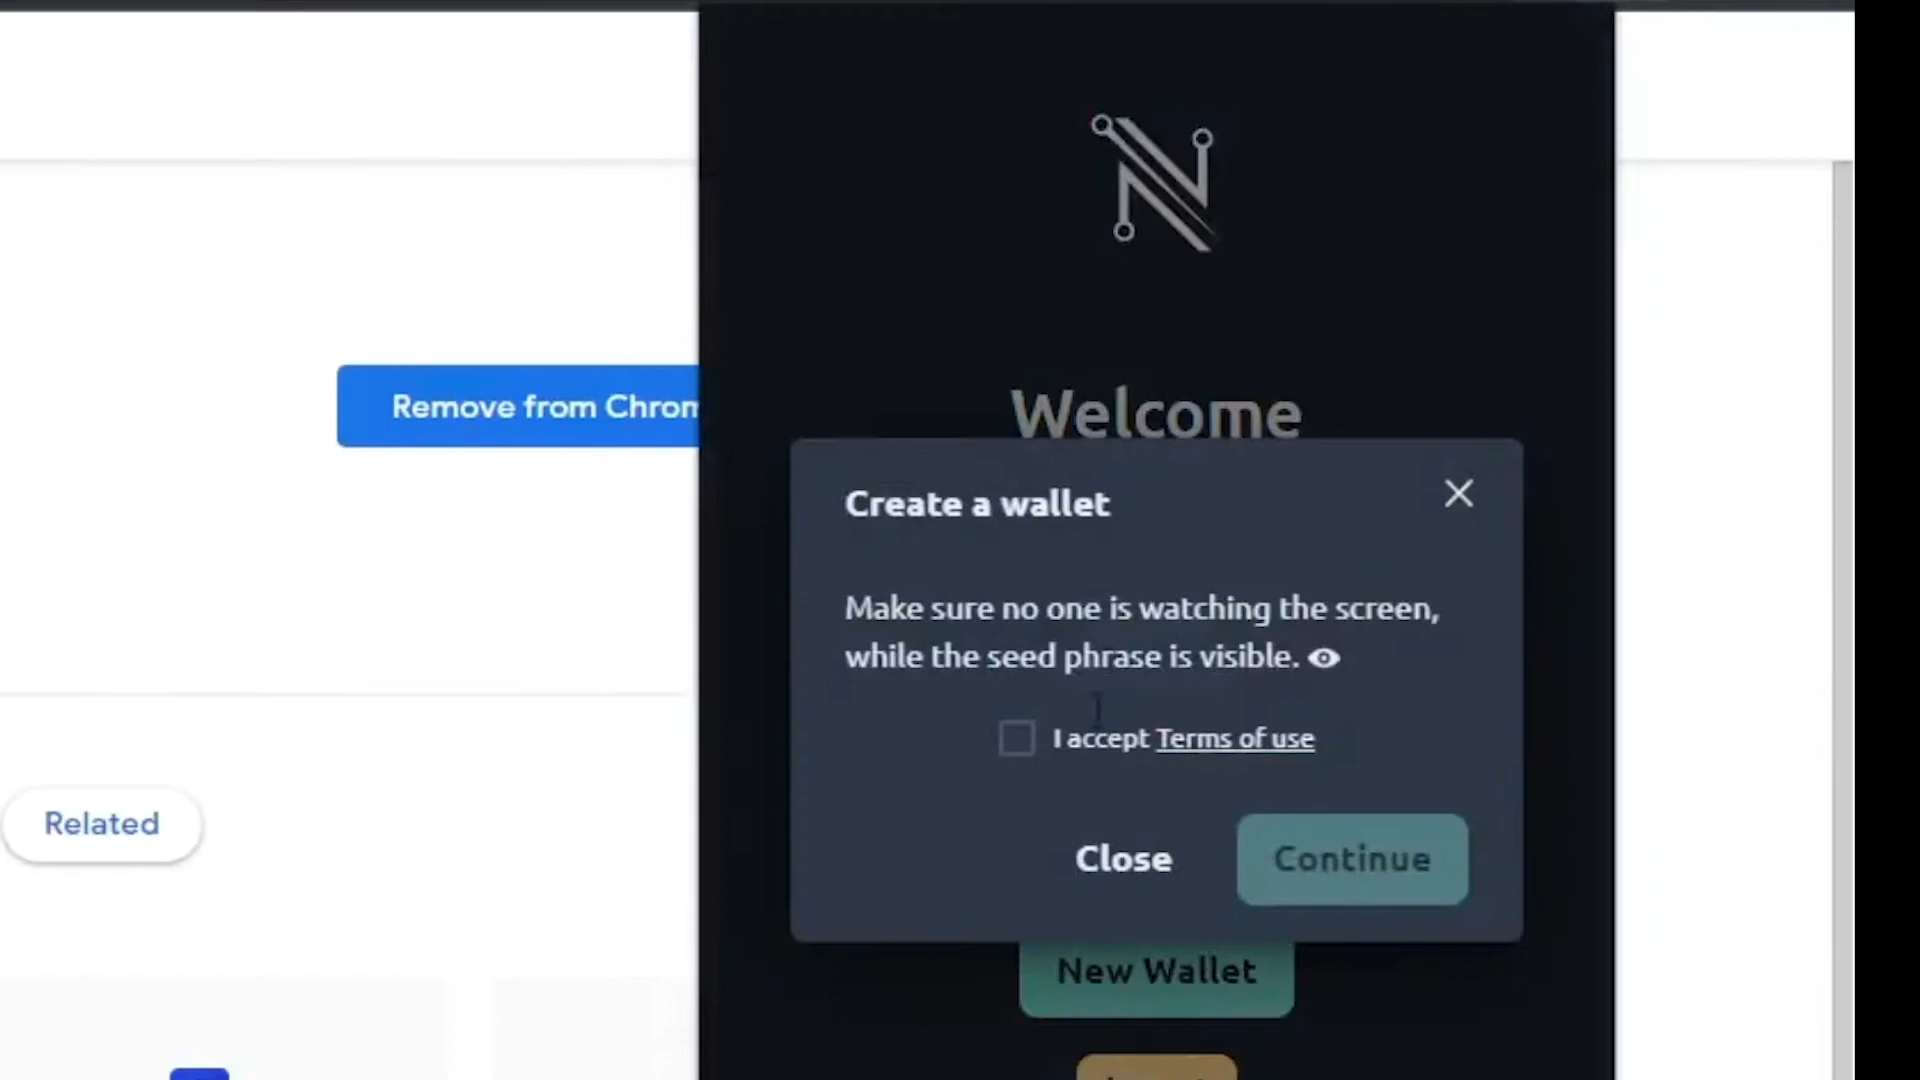 Welcome
Remove from Chrom
Create a wallet
Make sure no one is watching the screen,
while the seed phrase is visible.
I accept Terms of use
Related
Close
Continue
New Wallet